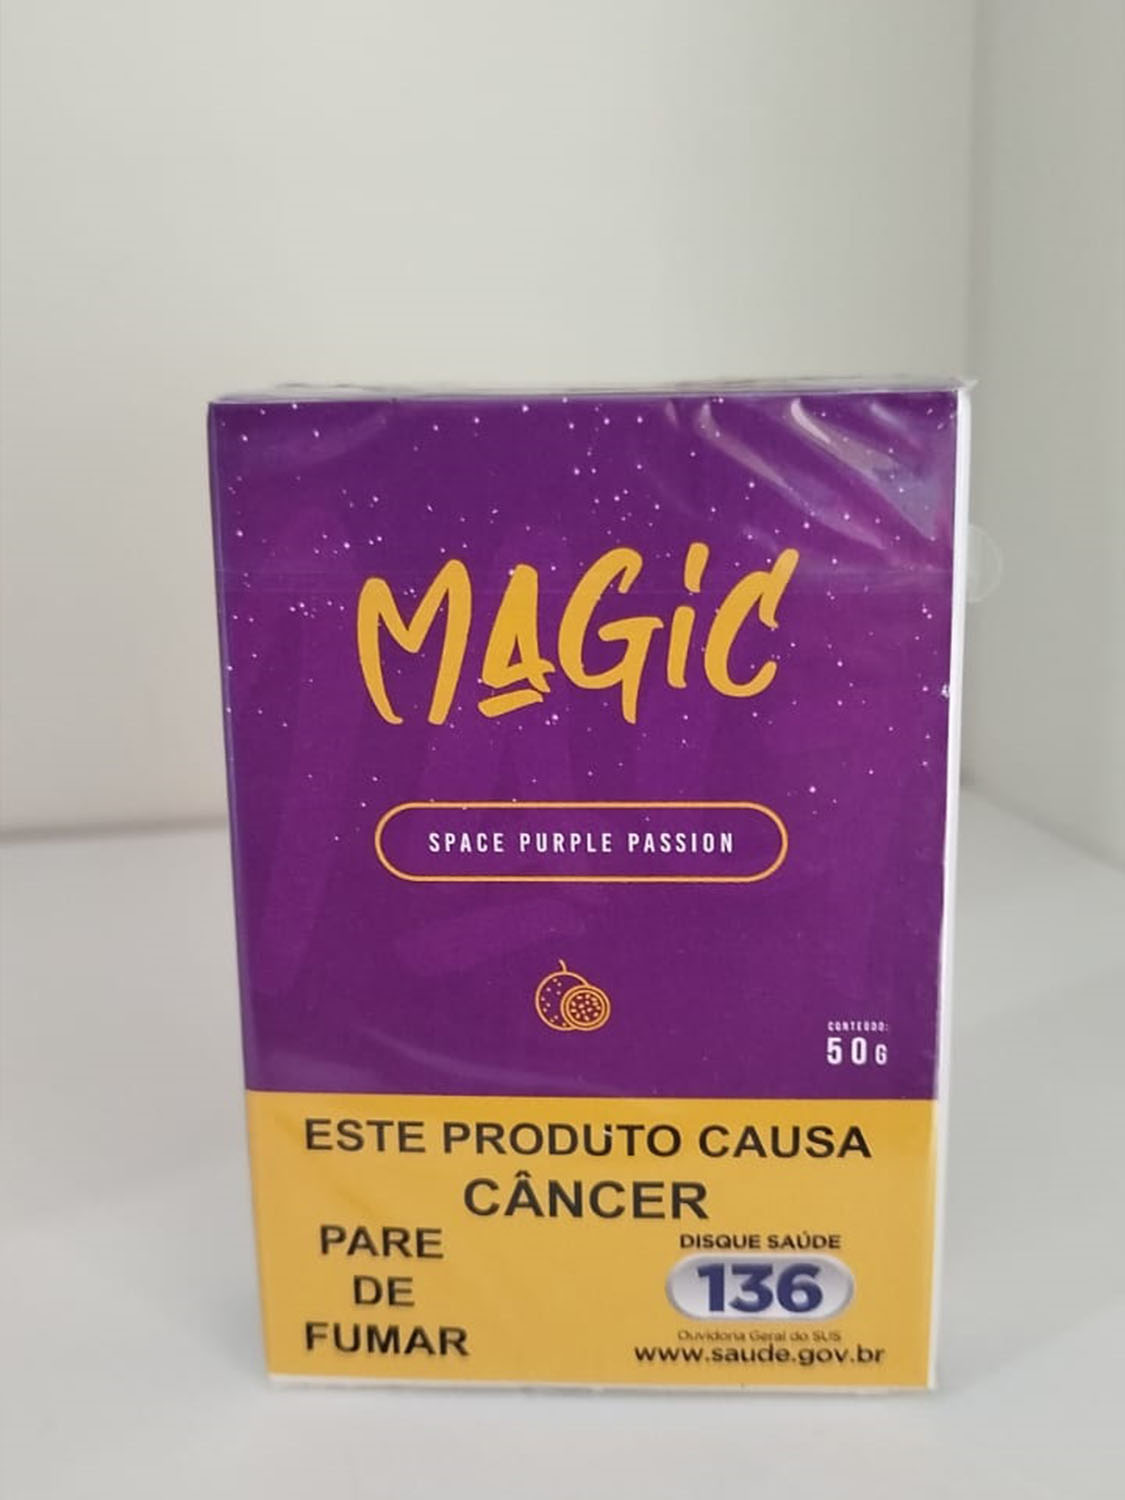 MAGIC
SPACE PURPLE PASSION
CONTEÚDO:
50G
ESTE PRODUTO CAUSA
CÂNCER
PARE
DE
FUMAR
DISQUE SAÚDE
136
Ouvidoria Geral do SUS
www.saude.gov.br